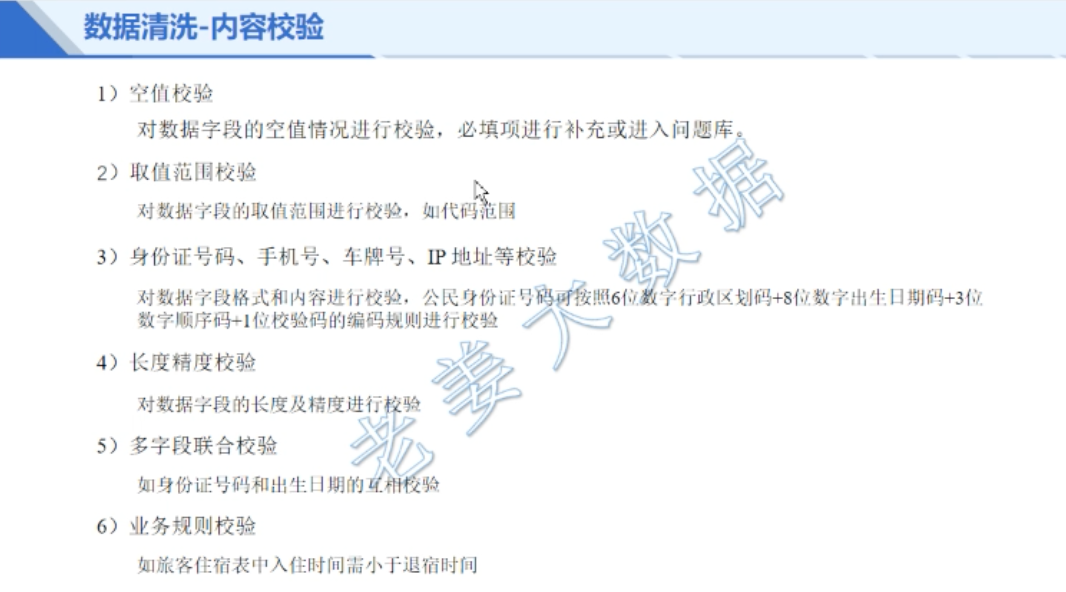 数据清洗-内容校验
1）空值校验
对数据字段的空值情况进行校验，必填项进行补充或进入问题库。
2）取值范围校验
对数据字段的取值范围进行校验，如代码范围
3）身份证号码、手机号、车牌号、IP 地址等校验
对数据字段格式和内容进行校验，公民身份证号码可按照6位数字行政区划码+8位数字出生日期码+3位
数字顺序码+1位校验码的编码规则进行校验
4）长度精度校验
对数据字段的长度及精度进行校验
5）多字段联合校验
如身份证号码和出生日期的互相校验
6）业务规则校验
如旅客住宿表中入住时间需小于退宿时间
老姜大数据